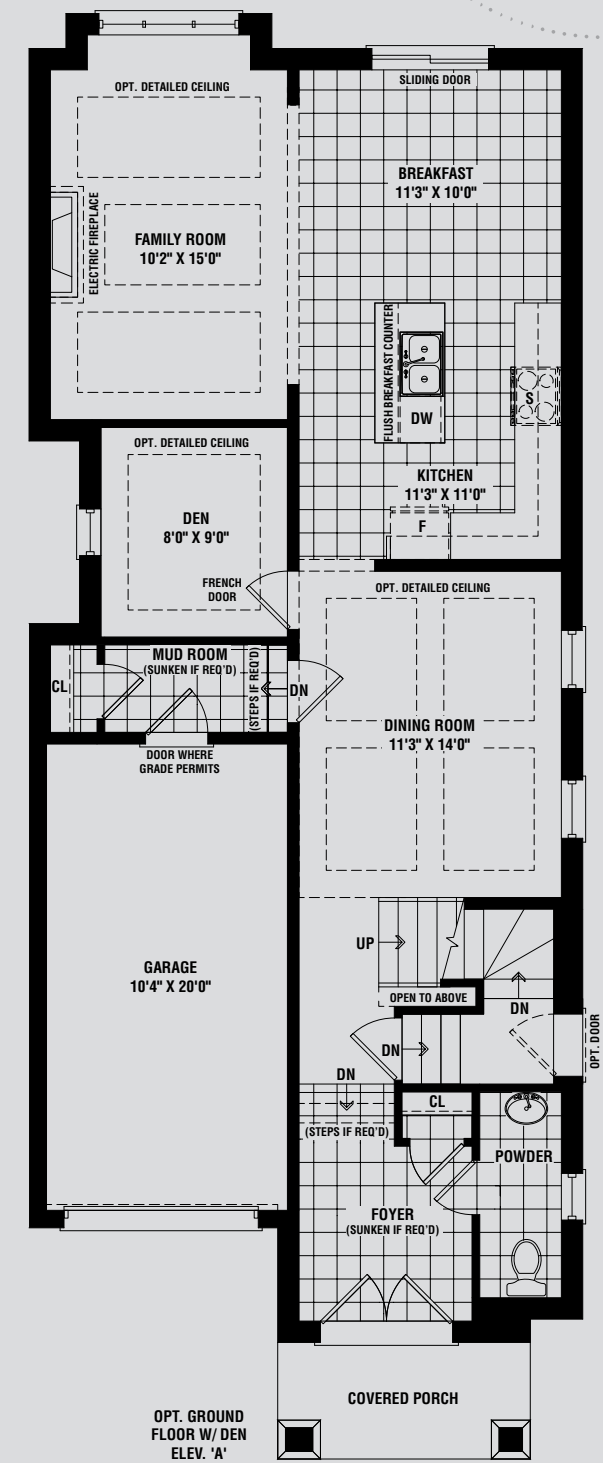 OPT. DETAILED CEILING
SLIDING DOOR
BREAKFAST
11'3" X 10'0"
ELECTRIC FIREPLACE
FAMILY ROOM
10'2" X 15'0"
FLUSH BREAKFAST COUNTER
DW
S
KITCHEN
11'3" X 11'0"
F
OPT. DETAILED CEILING
DEN
8'0" X 9'0"
FRENCH
DOOR
OPT. DETAILED CEILING
MUD ROOM
(SUNKEN IF REQ'D)
CL
(STEPS IF REQ'D)
DN
DOOR WHERE
GRADE PERMITS
DINING ROOM
11'3" X 14'0"
GARAGE
10'4" X 20'0"
UP
OPEN TO ABOVE
DN
OPT. DOOR
DN
DN
(STEPS IF REQ'D)
CL
POWDER
FOYER
(SUNKEN IF REQ'D)
COVERED PORCH
OPT. GROUND
FLOOR W/ DEN
ELEV. 'A'